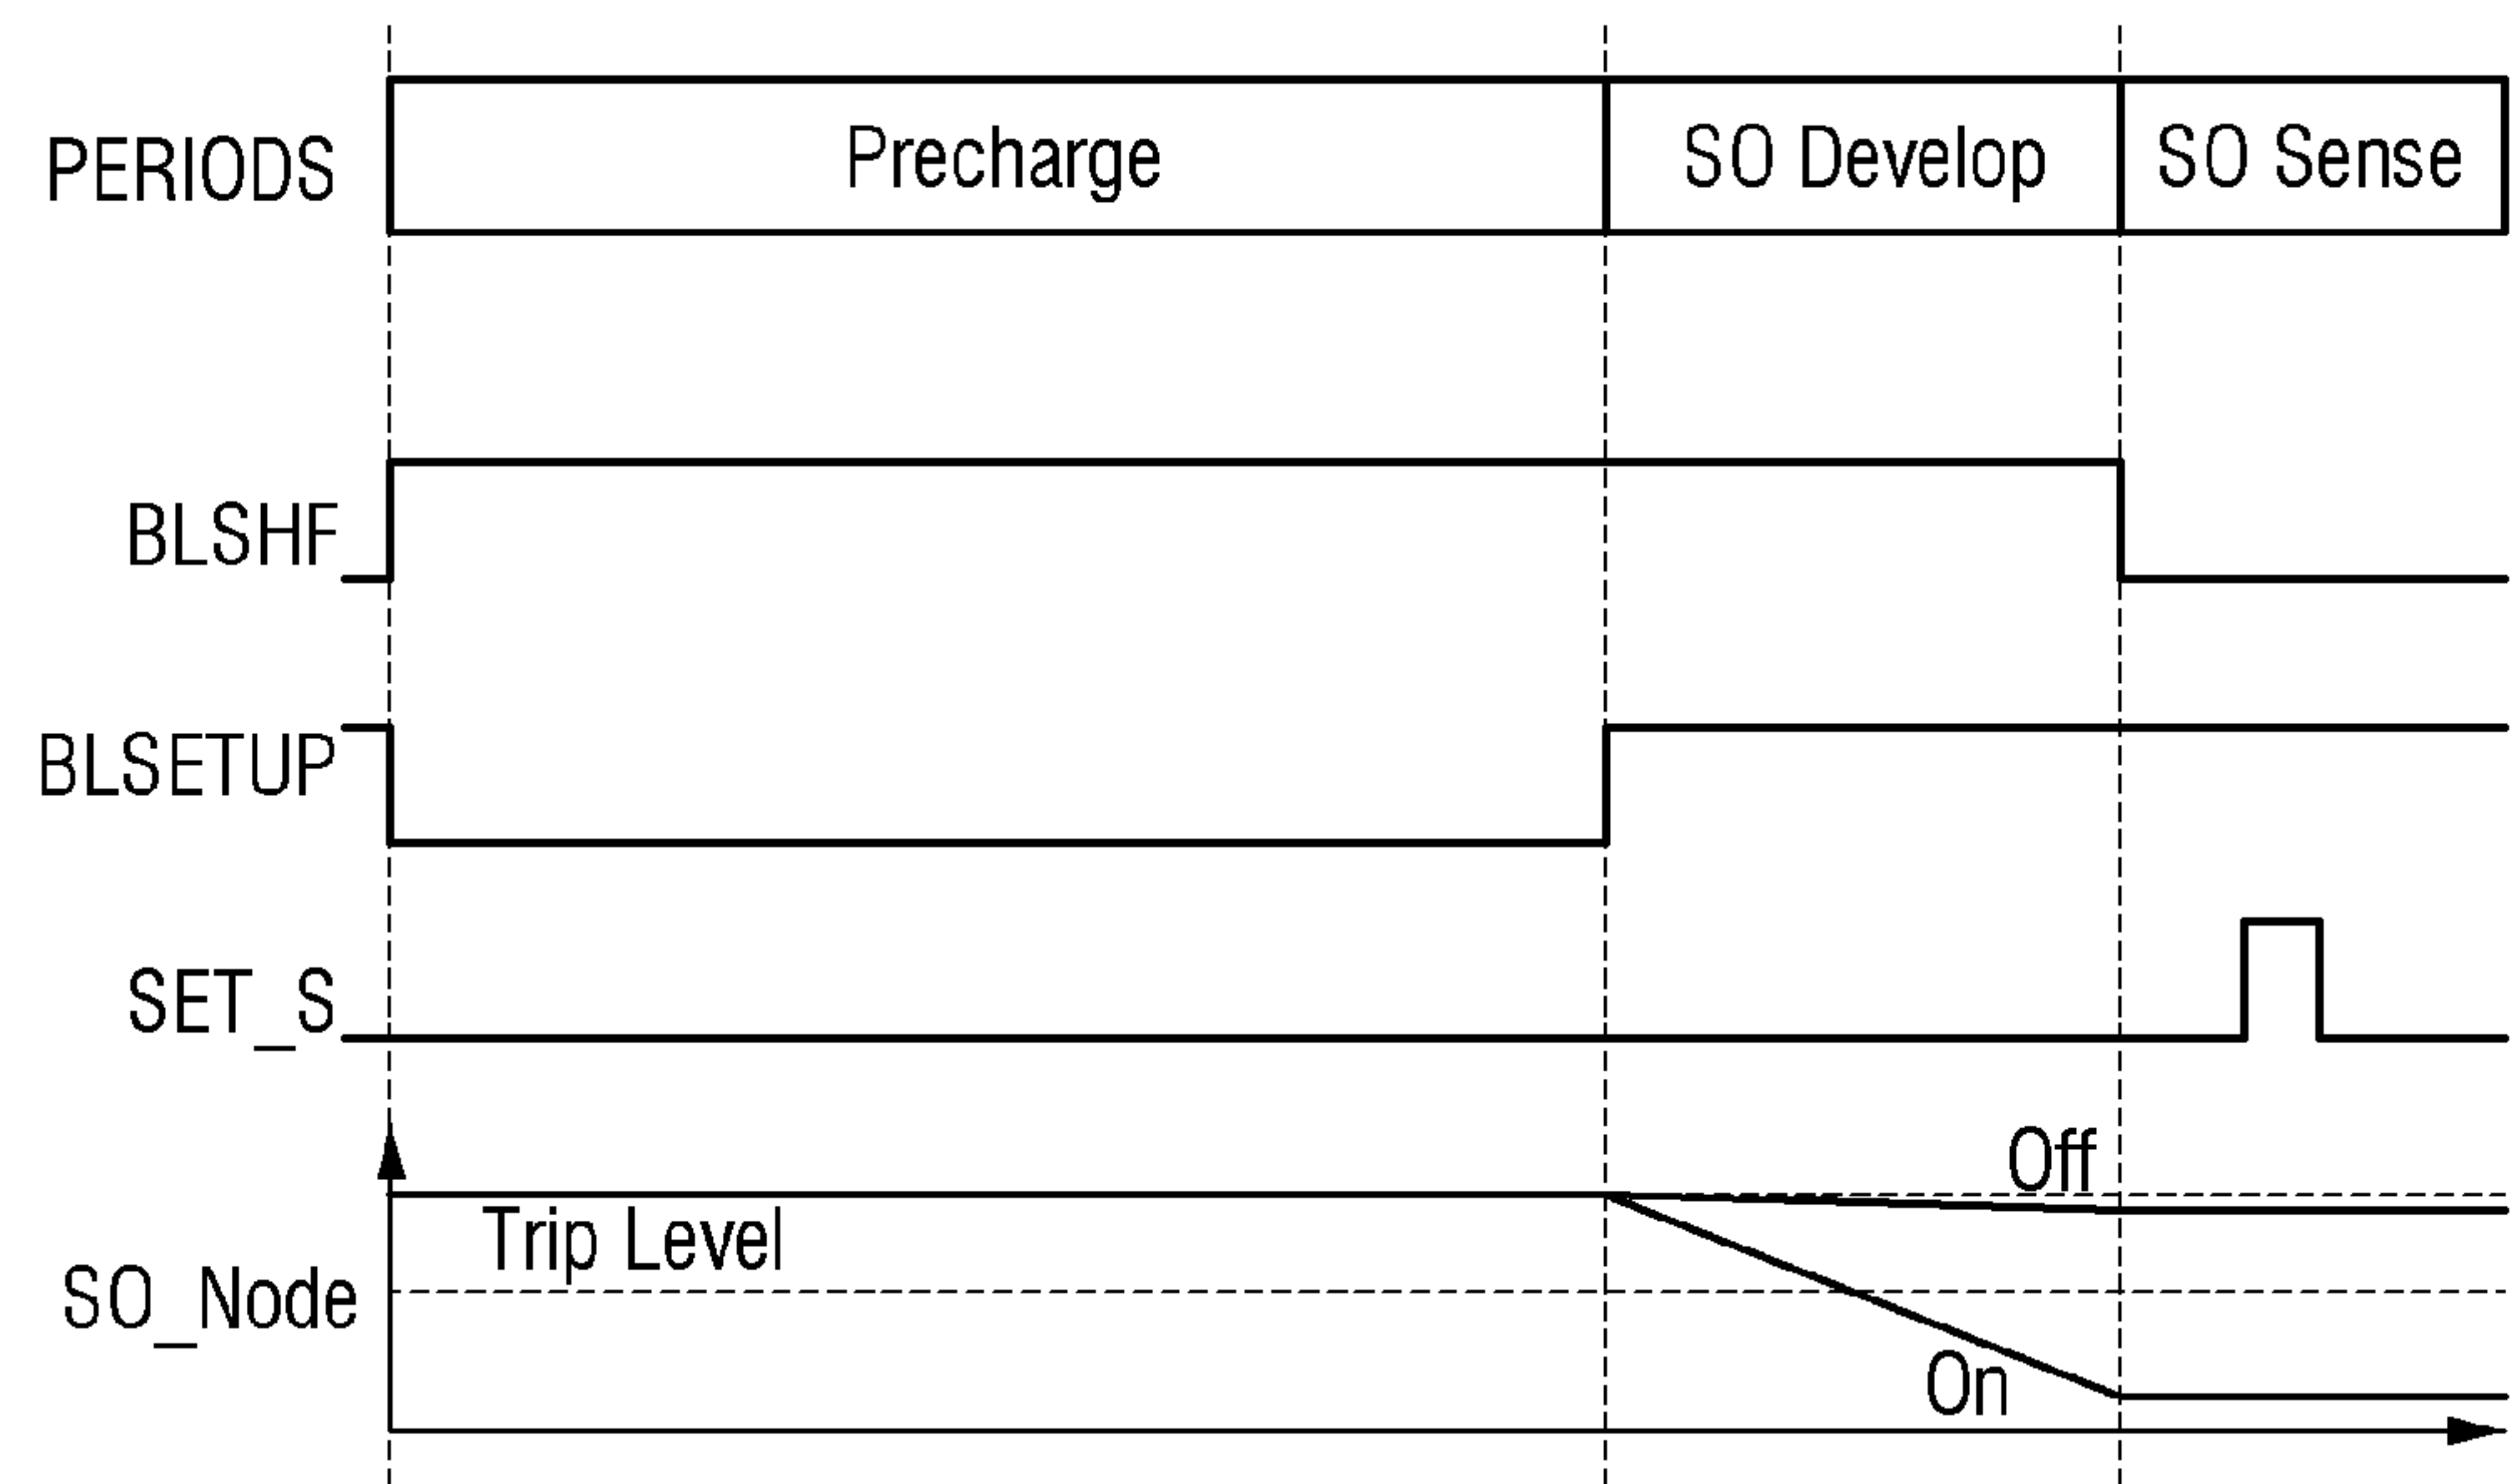 PERIODS Precharge SO Develop SO Sense
BLSHF
BLSETUP
SET_S
Off
Trip Level
SO_Node
On